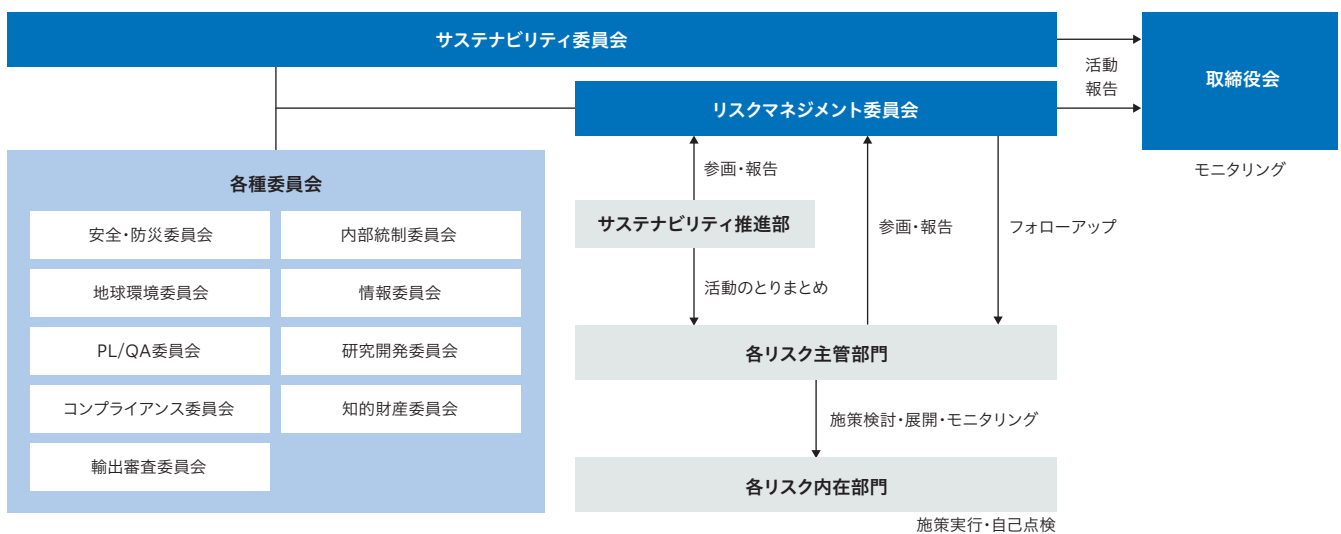 サステナビリティ委員会
活動
報告
取締役会
モニタリング
リスクマネジメント委員会
各種委員会
安全・防災委員会
内部統制委員会
地球環境委員会
情報委員会
PL/QA委員会
研究開発委員会
コンプライアンス委員会
知的財産委員会
輸出審査委員会
参画・報告
サステナビリティ推進部
参画・報告
フォローアップ
活動のとりまとめ
各リスク主管部門
施策検討・展開・モニタリング
各リスク内在部門
施策実行・自己点検